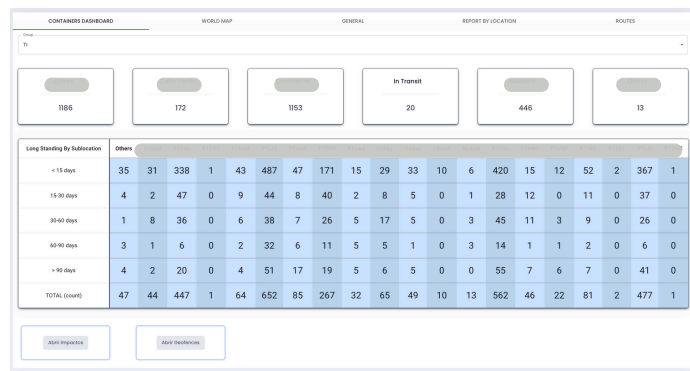 CONTAINERS DASHBOARD WORLD MAP GENERAL REPORT BY LOCATION ROUTES
Group
T1
In Transit
1186 172 1153 20 446 13
Long Standing By Sublocation Others
< 15 days 35 31 338 1 43 487 47 171 15 29 33 10 6 420 15 12 52 2 367 1
15-30 days 4 2 47 0 9 44 8 40 2 8 5 0 1 28 12 0 11 0 37 0
30-60 days 1 8 36 0 6 38 7 26 5 17 5 0 3 45 11 3 9 0 26 0
60-90 days 3 1 6 0 2 32 6 11 5 5 1 0 3 14 1 1 2 0 6 0
> 90 days 4 2 20 0 4 51 17 19 5 6 5 0 0 55 7 6 7 0 41 0
TOTAL (count) 47 44 447 1 64 652 85 267 32 65 49 10 13 562 46 22 81 2 477 1
Abrir Impactos Abrir Geofences